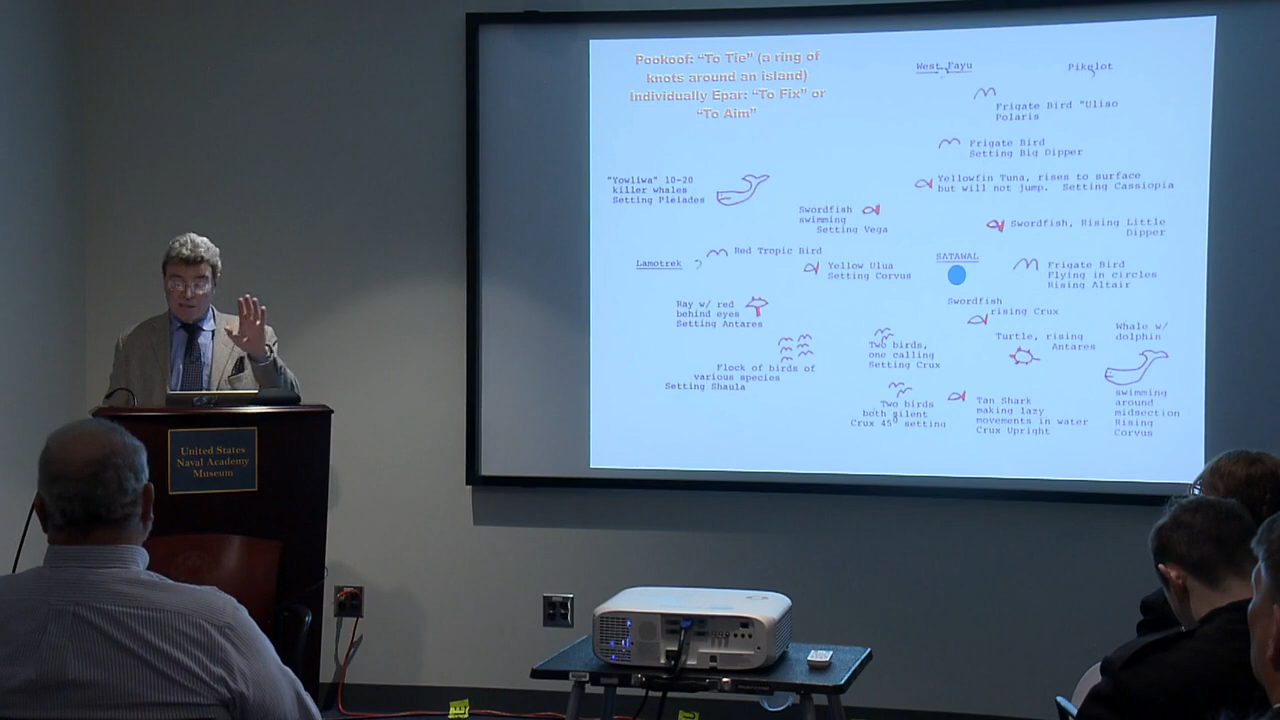 Pookoof: “To Tie” (a ring of
knots around an island)
Individually Epar: “To Fix” or
“To Aim”
West Fayu
Pikelot
Frigate Bird "Uliso
Polaris
Frigate Bird
Setting Big Dipper
"Yowliwa" 10-20
killer whales
Setting Pleiades
Yellowfin Tuna, rises to surface
but will not jump. Setting Cassiopia
Swordfish
swimming
Setting Vega
Swordfish, Rising Little
Dipper
Lamotrek
Red Tropic Bird
Yellow Ulua
Setting Corvus
SATAWAL
Frigate Bird
Flying in circles
Rising Altair
Ray w/ red
behind eyes
Setting Antares
Swordfish
rising Crux
Turtle, rising
Antares
Whale w/
dolphin
swimming
around
midsection
Rising
Corvus
Flock of birds of
various species
Setting Shaula
Two birds,
one calling
Setting Crux
Two birds
both silent
Crux 45° setting
Tan Shark
making lazy
movements in water
Crux Upright
United States
Naval Academy
Museum